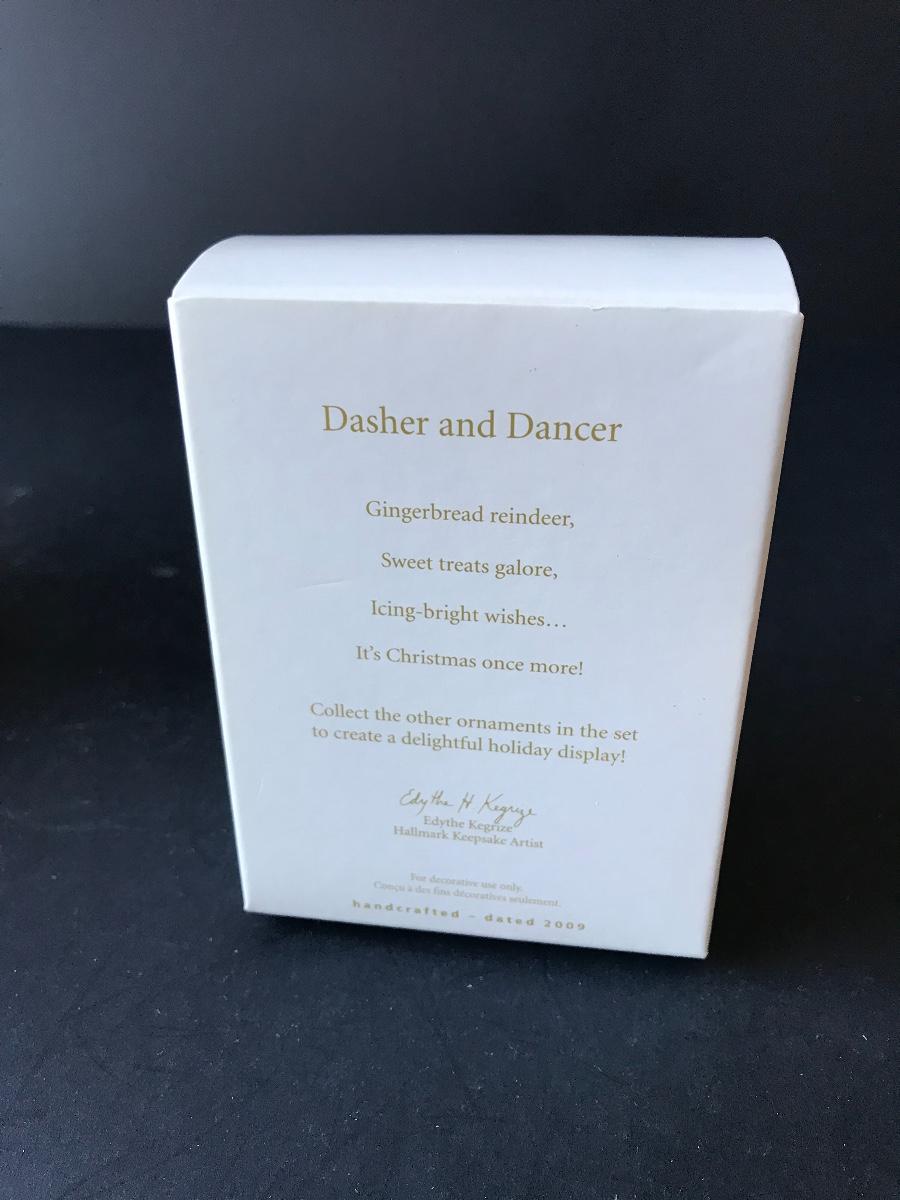 Dasher and Dancer
Gingerbread reindeer,
Sweet treats galore,
Icing-bright wishes...
It's Christmas once more!
Collect the other ornaments in the set
to create a delightful holiday display!
Edythe H. Kegrize
Edythe Kegrize
Hallmark Keepsake Artist
For decorative use only.
Conçu à des fins décoratives seulement.
handcrafted - dated 2009